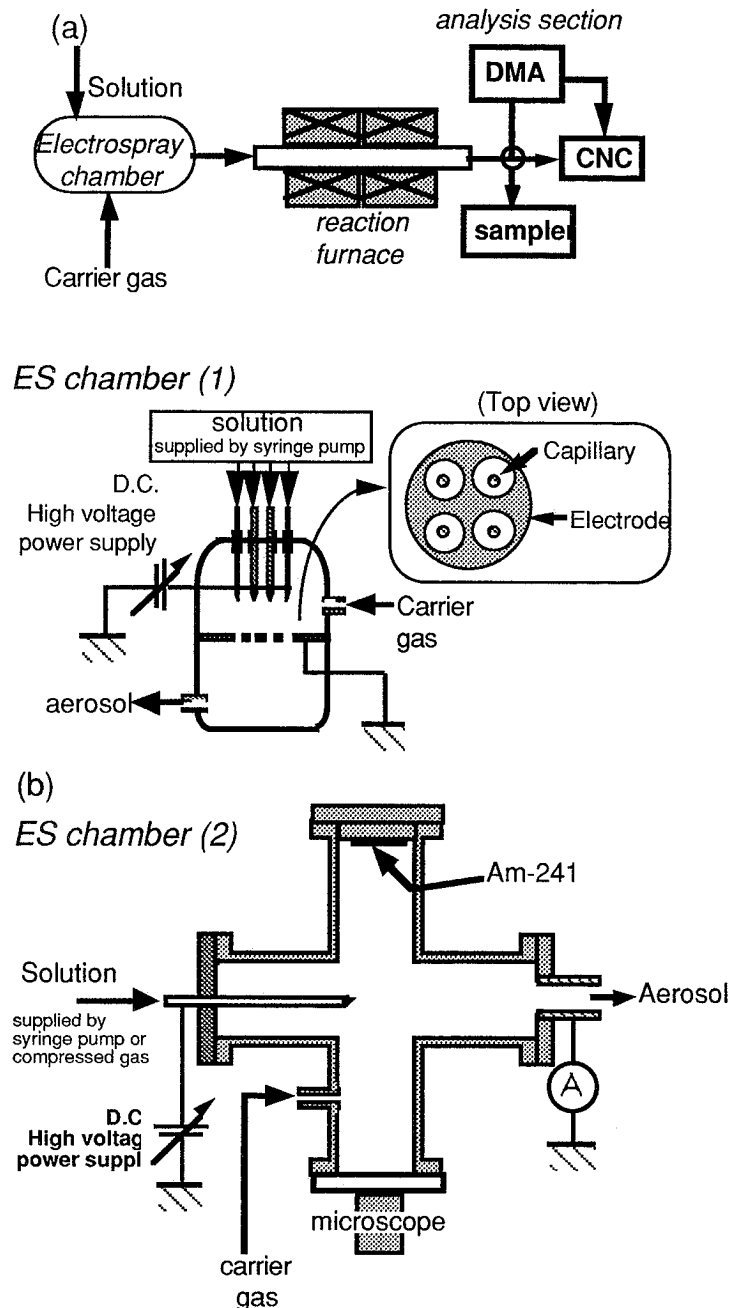 (a)
analysis section
Solution
DMA
Electrospray
chamber
CNC
reaction
furnace
sampler
Carrier gas
ES chamber (1)
(Top view)
solution
supplied by syringe pump
Capillary
D.C.
High voltage
power supply
Electrode
Carrier
gas
aerosol
(b)
ES chamber (2)
Am-241
Solution
Aerosol
supplied by
syringe pump or
compressed gas
A
D.C
High voltag
power suppl
microscope
carrier
gas